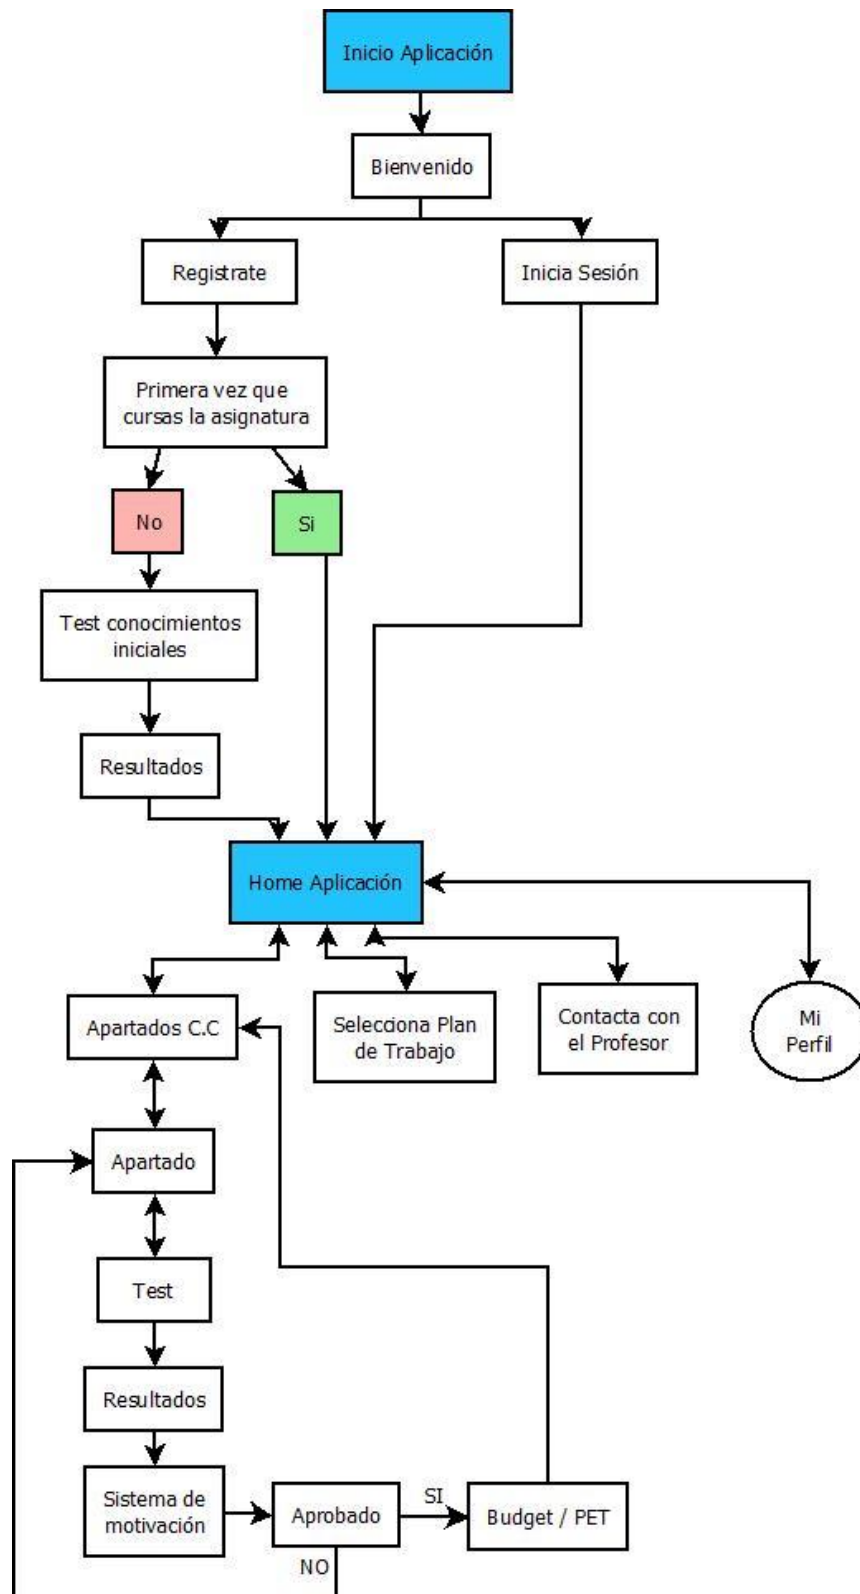 Inicio Aplicación
Bienvenido
Registrate
Inicia Sesión
Primera vez que
cursas la asignatura
No
Si
Test conocimientos
iniciales
Resultados
Home Aplicación
Apartados C.C
Selecciona Plan
de Trabajo
Contacta con
el Profesor
Mi
Perfil
Apartado
Test
Resultados
Sistema de
motivación
Aprobado
SI
Budget / PET
NO